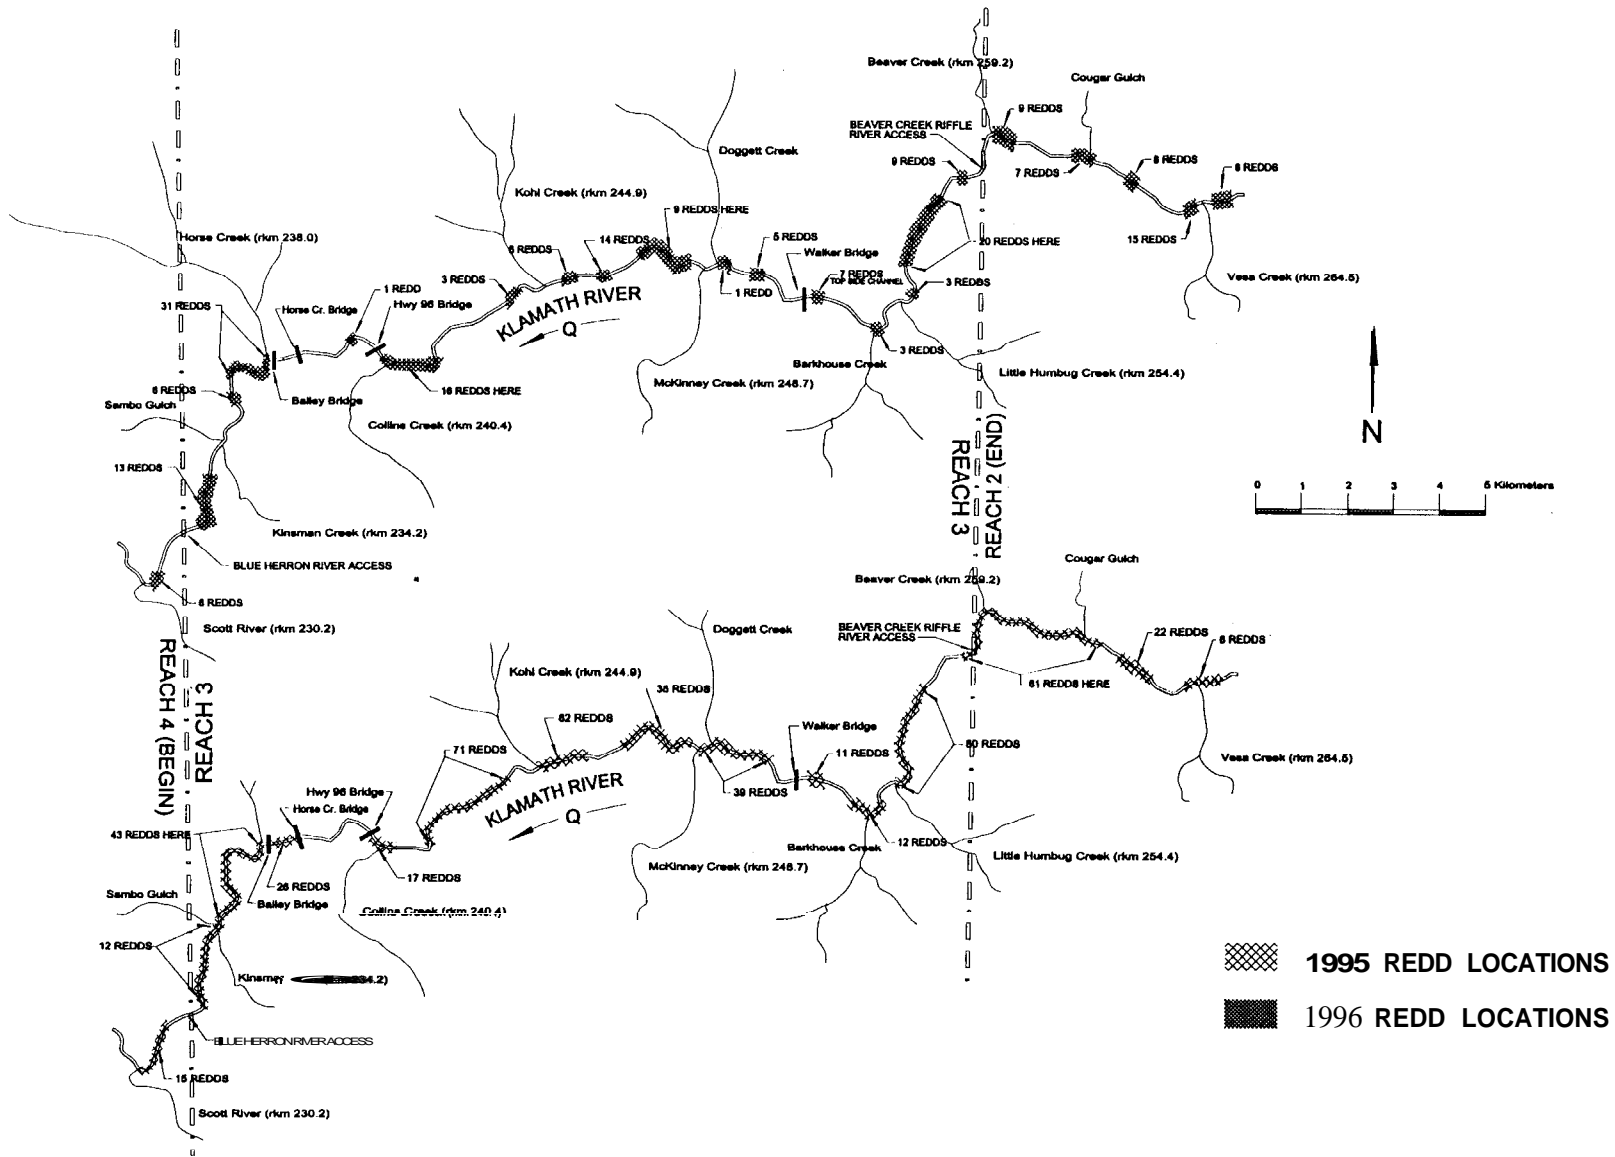 Beaver Creek (rkm 259.2)
Cougar Gulch
9 REDDS
BEAVER CREEK RIFFLE
RIVER ACCESS
Doggett Creek
9 REDDS
7 REDDS
8 REDDS
6 REDDS
Kohl Creek (rkm 244.9)
9 REDDS HERE
15 REDDS
Horse Creek (rkm 238.0)
14 REDDS
5 REDDS
Walker Bridge
20 REDDS HERE
Vesa Creek (rkm 264.5)
3 REDDS
7 REDDS
TOP SIDE CHANNEL
3 REDDS
1 REDD
1 REDD
31 REDDS
Horse Cr. Bridge
Hwy 96 Bridge
KLAMATH RIVER
Q
3 REDDS
Barkhouse Creek
Little Humbug Creek (rkm 254.4)
McKinney Creek (rkm 248.7)
16 REDDS HERE
Bailey Bridge
REDDS
Sambo Gulch
Collins Creek (rkm 240.4)
N
REACH 3
REACH 2 (END)
13 REDDS
0 1 2 3 4 5 Kilometers
Kinsman Creek (rkm 234.2)
BLUE HERRON RIVER ACCESS
REDDS
Scott River (rkm 230.2)
REACH 4 (BEGIN)
REACH 3
Cougar Gulch
Beaver Creek (rkm 259.2)
BEAVER CREEK RIFFLE
RIVER ACCESS
Doggett Creek
22 REDDS
6 REDDS
Kohl Creek (rkm 244.9)
35 REDDS
61 REDDS HERE
62 REDDS
Walker Bridge
71 REDDS
11 REDDS
80 REDDS
Vesa Creek (rkm 264.5)
KLAMATH RIVER
Q
39 REDDS
Hwy 96 Bridge
Horse Cr. Bridge
43 REDDS HERE
Barkhouse Creek
12 REDDS
Little Humbug Creek (rkm 254.4)
McKinney Creek (rkm 248.7)
17 REDDS
26 REDDS
Sambo Gulch
Bailey Bridge
Collins Creek (rkm 240.4)
12 REDDS
234.2)
BLUE HERRON RIVER ACCESS
15 REDDS
Scott River (rkm 230.2)
1995 REDD LOCATIONS
1996 REDD LOCATIONS